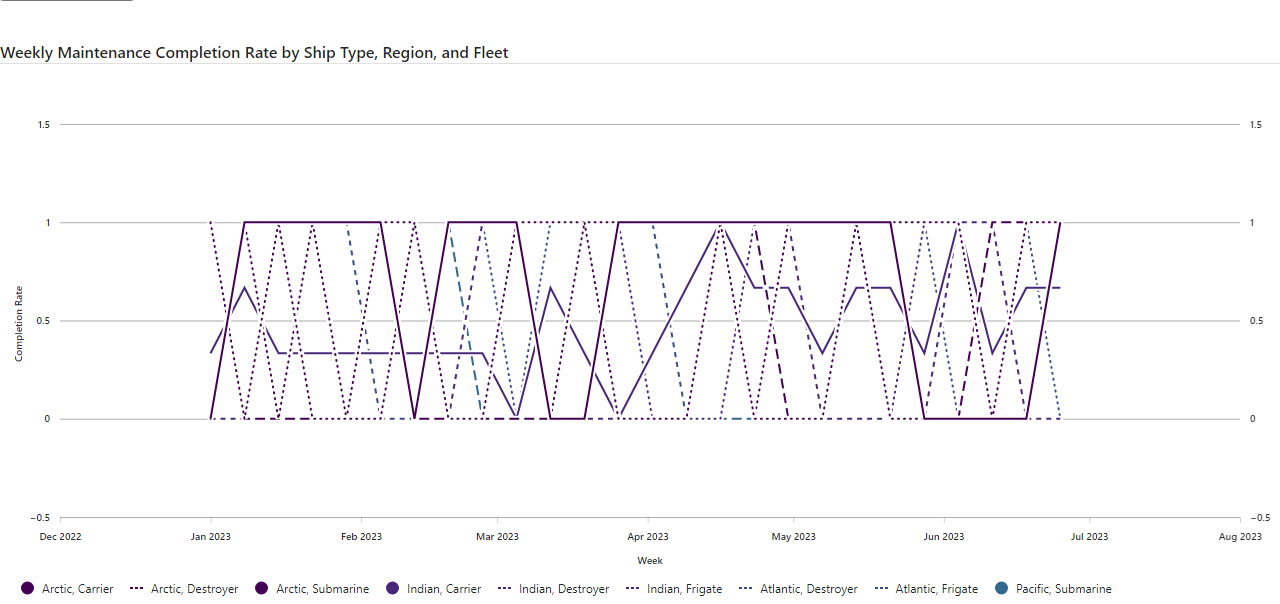 Weekly Maintenance Completion Rate by Ship Type, Region, and Fleet
1.5 1.5
1 1
Completion Rate
0.5 0.5
0 0
−0.5 −0.5
Dec 2022 Jan 2023 Feb 2023 Mar 2023 Apr 2023 May 2023 Jun 2023 Jul 2023 Aug 2023
Week
Arctic, Carrier Arctic, Destroyer Arctic, Submarine Indian, Carrier Indian, Destroyer Indian, Frigate Atlantic, Destroyer Atlantic, Frigate Pacific, Submarine